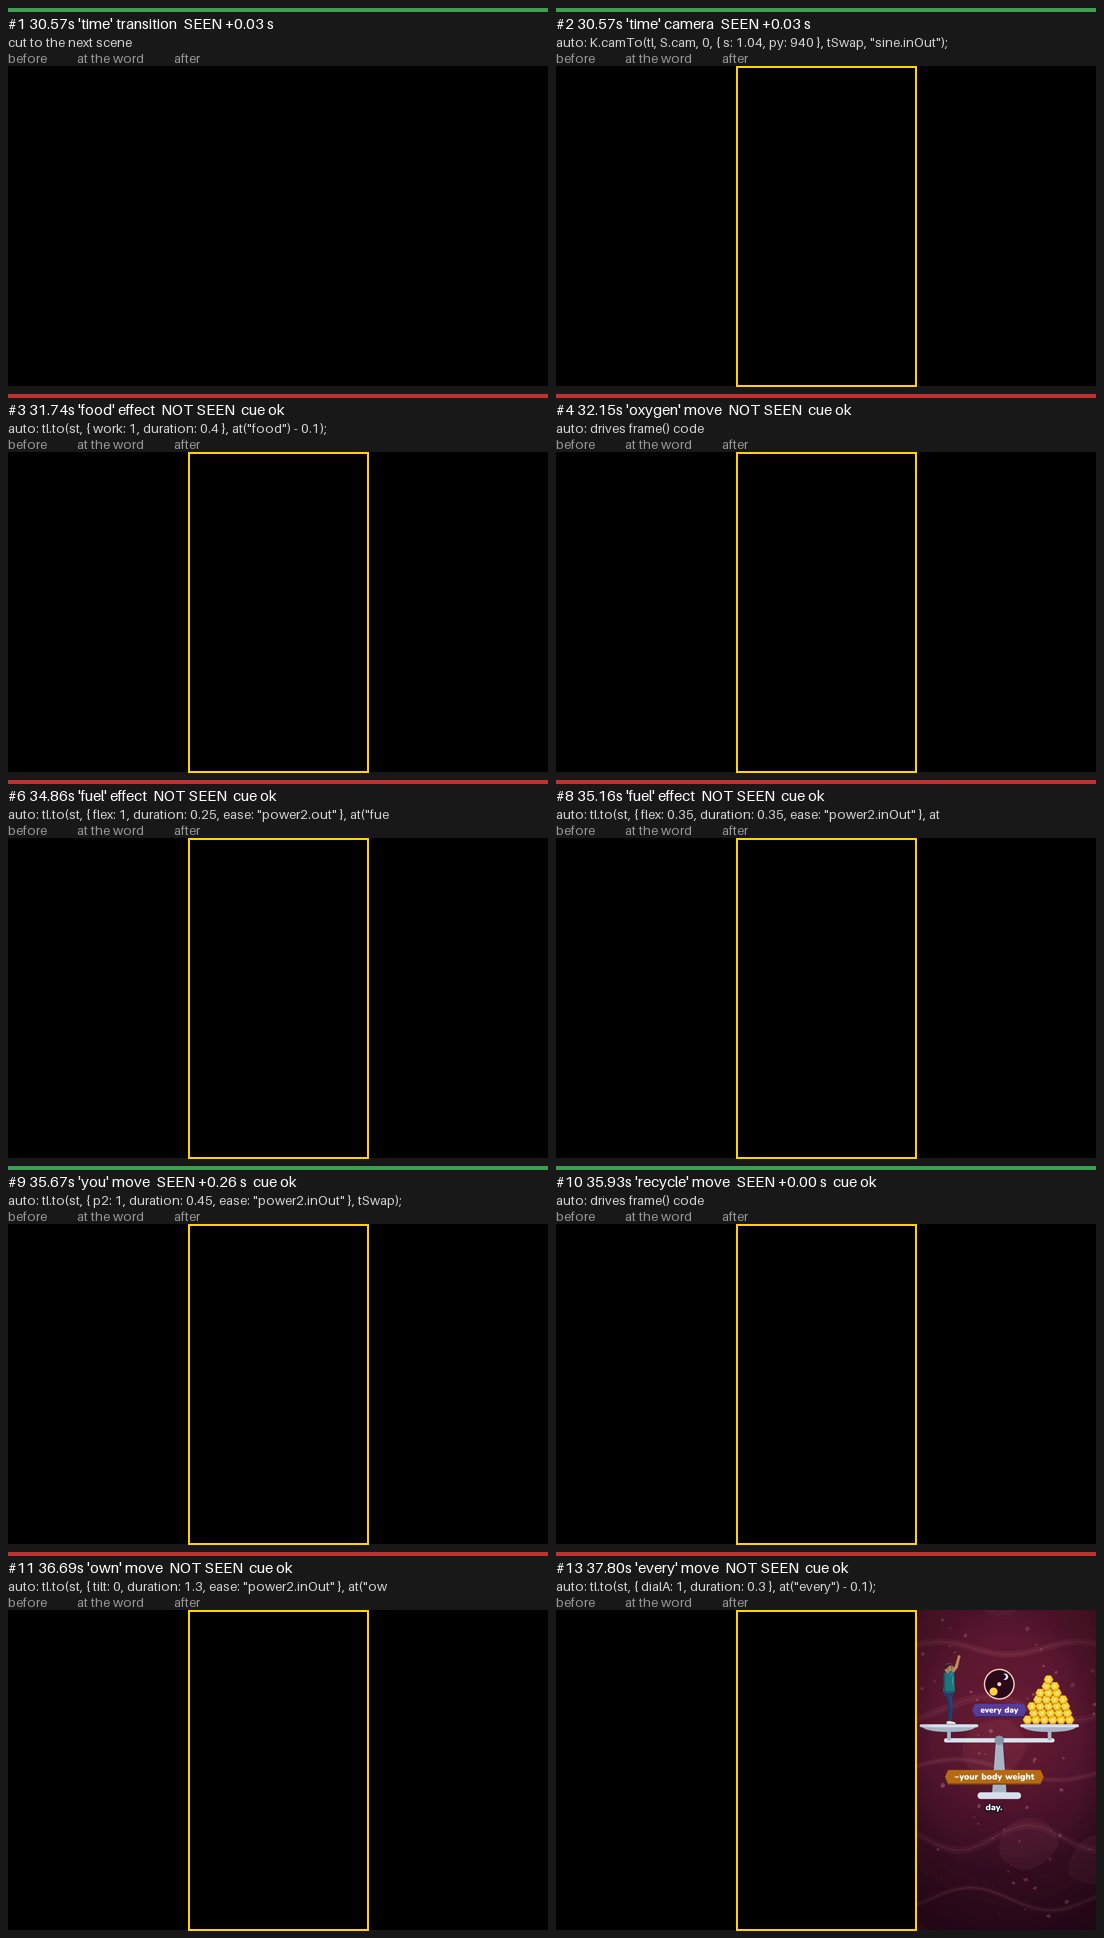 #1 30.57s 'time' transition  SEEN +0.03 s
cut to the next scene
before at the word after
#2 30.57s 'time' camera  SEEN +0.03 s
auto: K.camTo(tl, S.cam, 0, { s: 1.04, py: 940 }, tSwap, "sine.inOut");
before at the word after
#3 31.74s 'food' effect  NOT SEEN  cue ok
auto: tl.to(st, { work: 1, duration: 0.4 }, at("food") - 0.1);
before at the word after
#4 32.15s 'oxygen' move  NOT SEEN  cue ok
auto: drives frame() code
before at the word after
#6 34.86s 'fuel' effect  NOT SEEN  cue ok
auto: tl.to(st, { flex: 1, duration: 0.25, ease: "power2.out" }, at("fue
before at the word after
#8 35.16s 'fuel' effect  NOT SEEN  cue ok
auto: tl.to(st, { flex: 0.35, duration: 0.35, ease: "power2.inOut" }, at
before at the word after
#9 35.67s 'you' move  SEEN +0.26 s  cue ok
auto: tl.to(st, { p2: 1, duration: 0.45, ease: "power2.inOut" }, tSwap);
before at the word after
#10 35.93s 'recycle' move  SEEN +0.00 s  cue ok
auto: drives frame() code
before at the word after
#11 36.69s 'own' move  NOT SEEN  cue ok
auto: tl.to(st, { tilt: 0, duration: 1.3, ease: "power2.inOut" }, at("ow
before at the word after
#13 37.80s 'every' move  NOT SEEN  cue ok
auto: tl.to(st, { dialA: 1, duration: 0.3 }, at("every") - 0.1);
before at the word after
every day
~your body weight
day.